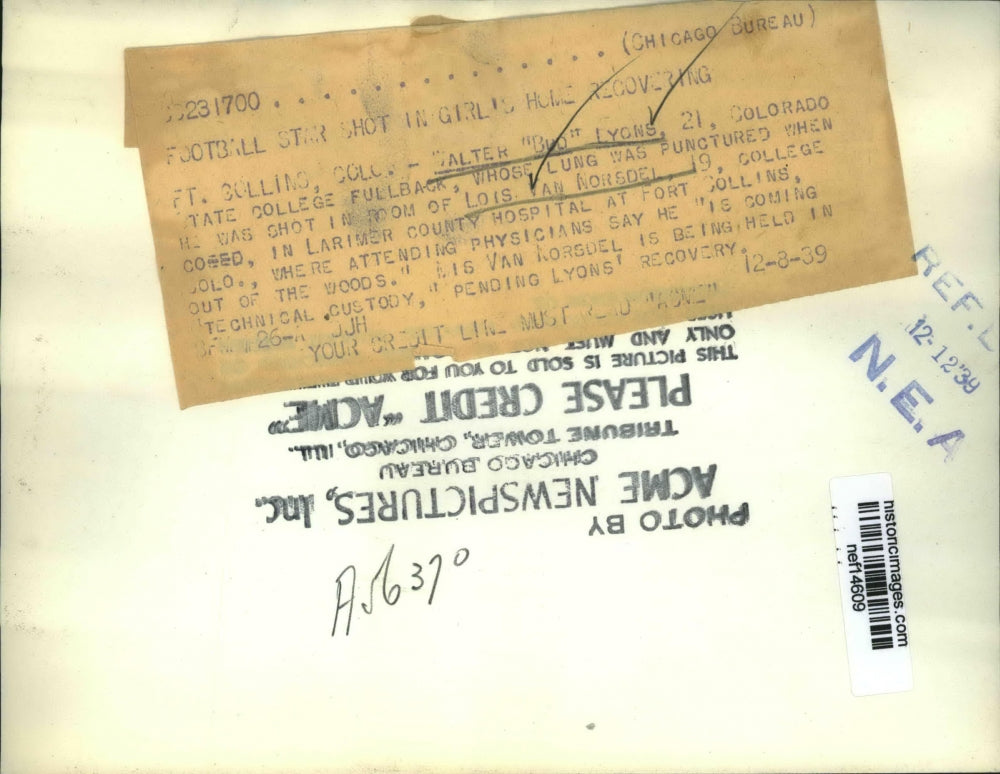 231700 . . . . . . . . . . . . . . . (CHICAGO BUREAU)
FOOTBALL STAR SHOT IN GIRL'S HOME RECOVERING
FT. COLLINS, COLO. - WALTER "BUD" LYONS, 21, COLORADO
STATE COLLEGE FULLBACK, WHOSE LUNG WAS PUNCTURED WHEN
HE WAS SHOT IN ROOM OF LOIS VAN NORSDEL, 19, COLLEGE
COEED, IN LARIMER COUNTY HOSPITAL AT FORT COLLINS,
COLO., WHERE ATTENDING PHYSICIANS SAY HE "IS COMING
OUT OF THE WOODS." MIS VAN NORSDEL IS BEING HELD IN
"TECHNICAL CUSTODY," PENDING LYONS' RECOVERY.
26- JJH 12-8-39
YOUR CREDIT LINE MUST READ "ACME"
PHOTO BY
ACME NEWSPICTURES, Inc.
CHICAGO BUREAU
TRIBUNE TOWER, CHICAGO, ILL.
PLEASE CREDIT "ACME"
THIS PICTURE IS SOLD TO YOU FOR YOUR
ONLY AND MUST
REF.
12-12'39
N.E.A
historicimages.com
nef14609